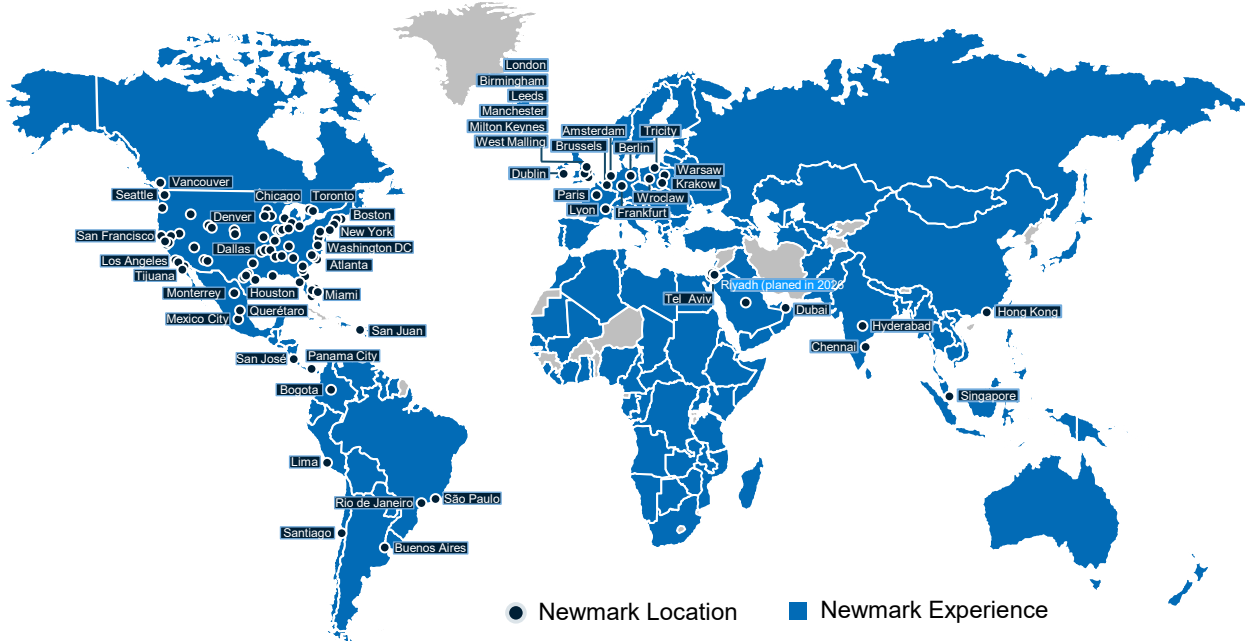 London
Birmingham
Leeds
Manchester
Milton Keynes
West Malling
Amsterdam
Tricity
Brussels
Berlin
Dublin
Warsaw
Krakow
Paris
Wroclaw
Lyon
Frankfurt
Vancouver
Seattle
Chicago
Toronto
Denver
Boston
New York
San Francisco
Dallas
Washington DC
Los Angeles
Atlanta
Tijuana
Monterrey
Houston
Miami
Querétaro
Mexico City
San Juan
San José
Panama City
Bogota
Lima
Rio de Janeiro
São Paulo
Santiago
Buenos Aires
Riyadh (planed in 2026
Tel Aviv
Dubai
Hyderabad
Chennai
Hong Kong
Singapore
Newmark Location
Newmark Experience